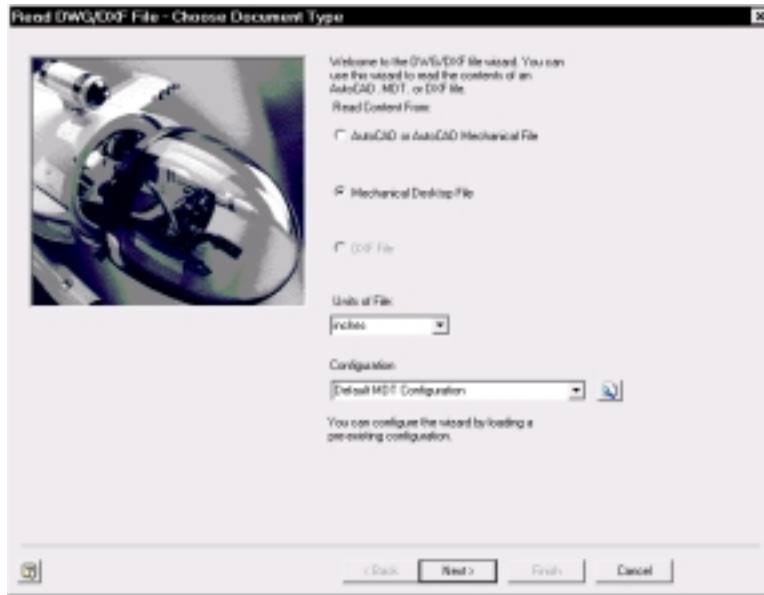 Read DWG/DXF File - Choose Document Type
Welcome to the DWG/DXF file wizard. You can
use this wizard to read the contents of an
AutoCAD, MDT, or DXF file.
Read Content From:
AutoCAD or AutoCAD Mechanical File
Mechanical Desktop File
DXF File
Units of File:
inches
Configuration
Default MDT Configuration
You can configure the wizard by loading a
pre-existing configuration.
< Back
Next >
Finish
Cancel